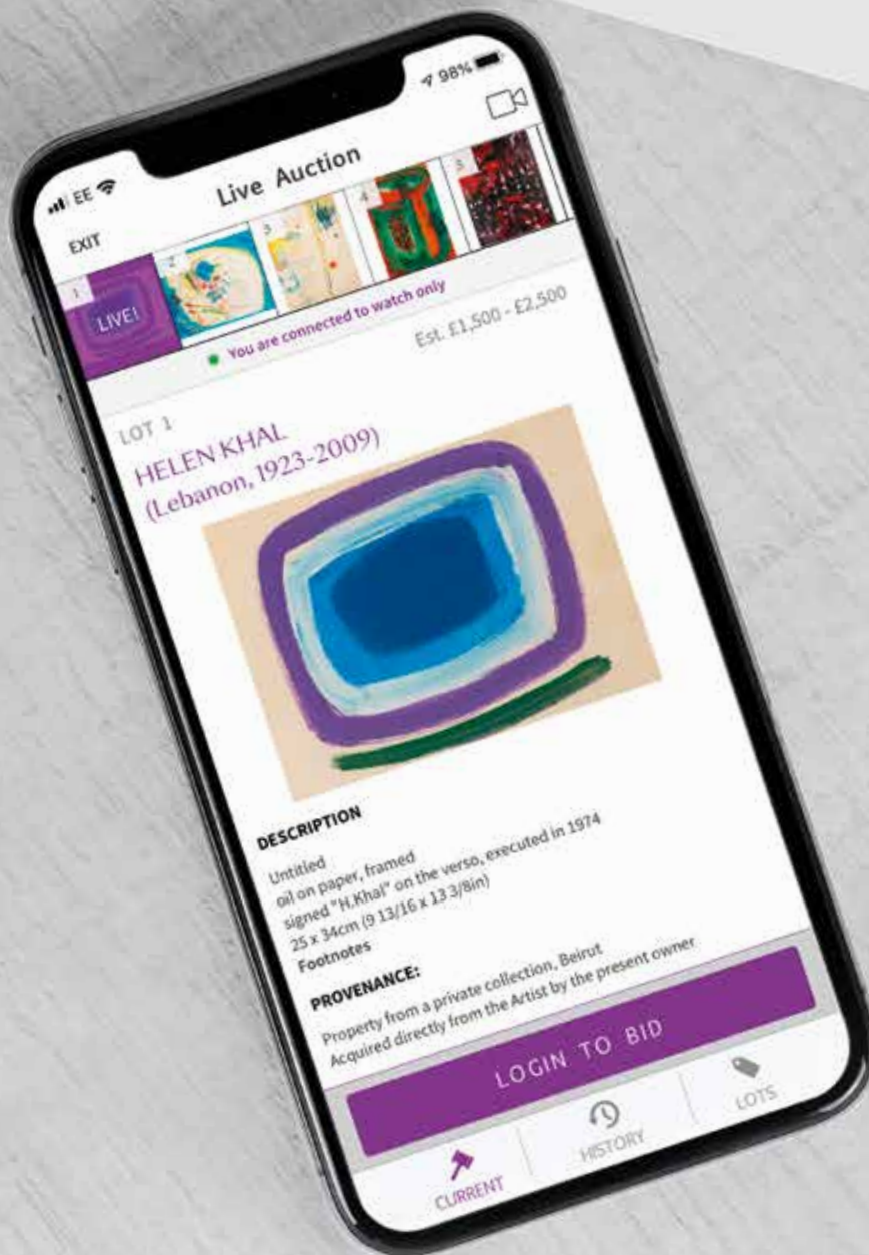 EE
98%
Live Auction
EXIT
1
LIVE!
2
3
4
5
You are connected to watch only
Est. £1,500 - £2,500
LOT 1
HELEN KHAL
(Lebanon, 1923-2009)
DESCRIPTION
Untitled
oil on paper, framed
signed "H.Khal" on the verso, executed in 1974
25 x 34cm (9 13/16 x 13 3/8in)
Footnotes
PROVENANCE:
Property from a private collection, Beirut
Acquired directly from the Artist by the present owner
LOGIN TO BID
CURRENT
HISTORY
LOTS